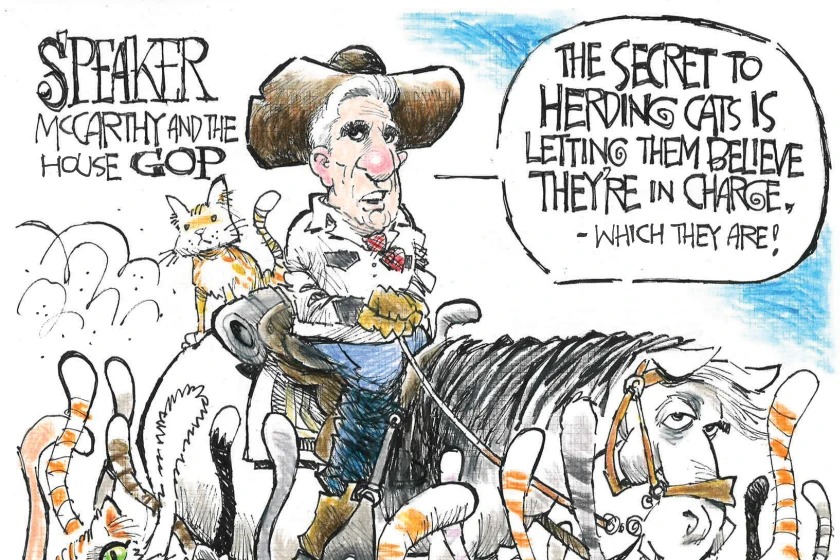 SPEAKER
MCCARTHY AND THE
HOUSE GOP
THE SECRET TO
HERDING CATS IS
LETTING THEM BELIEVE
THEY'RE IN CHARGE.
- WHICH THEY ARE!